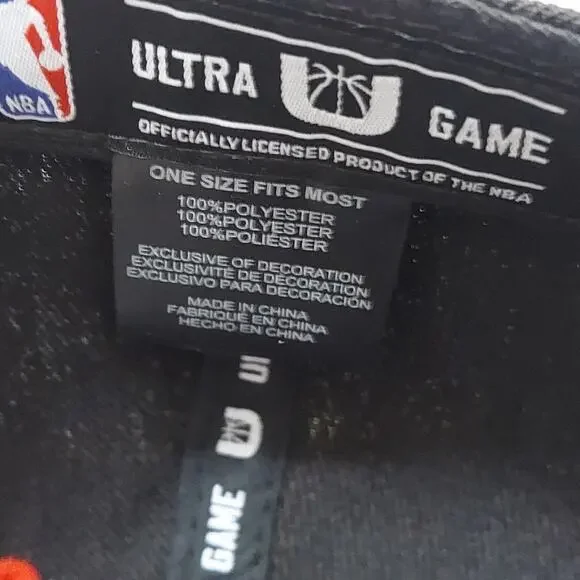 NBA
ULTRA GAME
OFFICIALLY LICENSED PRODUCT OF THE NBA
ONE SIZE FITS MOST
100%POLYESTER
100%POLYESTER
100%POLIÉSTER
EXCLUSIVE OF DECORATION
EXCLUSIVITÉ DE DÉCORATION
EXCLUSIVO PARA DECORACIÓN
MADE IN CHINA
FABRIQUÉ EN CHINA
HECHO EN CHINA
GAME